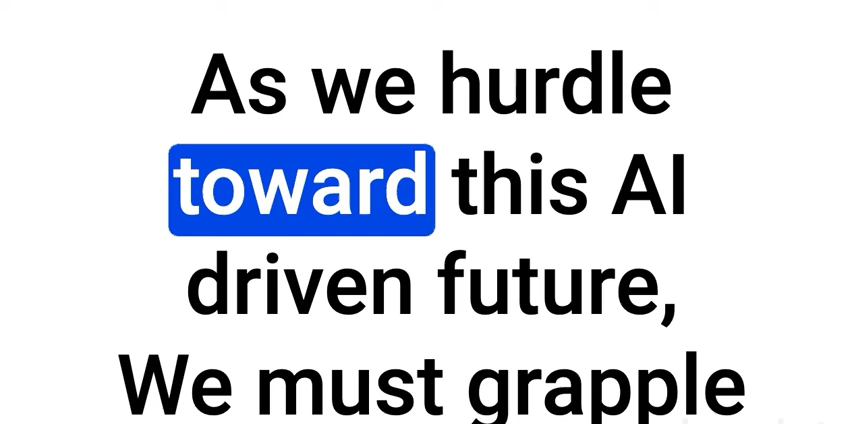 As we hurdle
toward this AI
driven future,
We must grapple